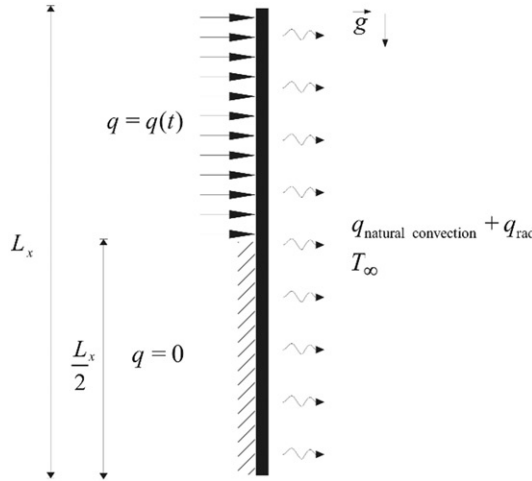 g
q = q(t)
L_x
q_natural convection + q_rad
T_∞
L_x/2
q = 0